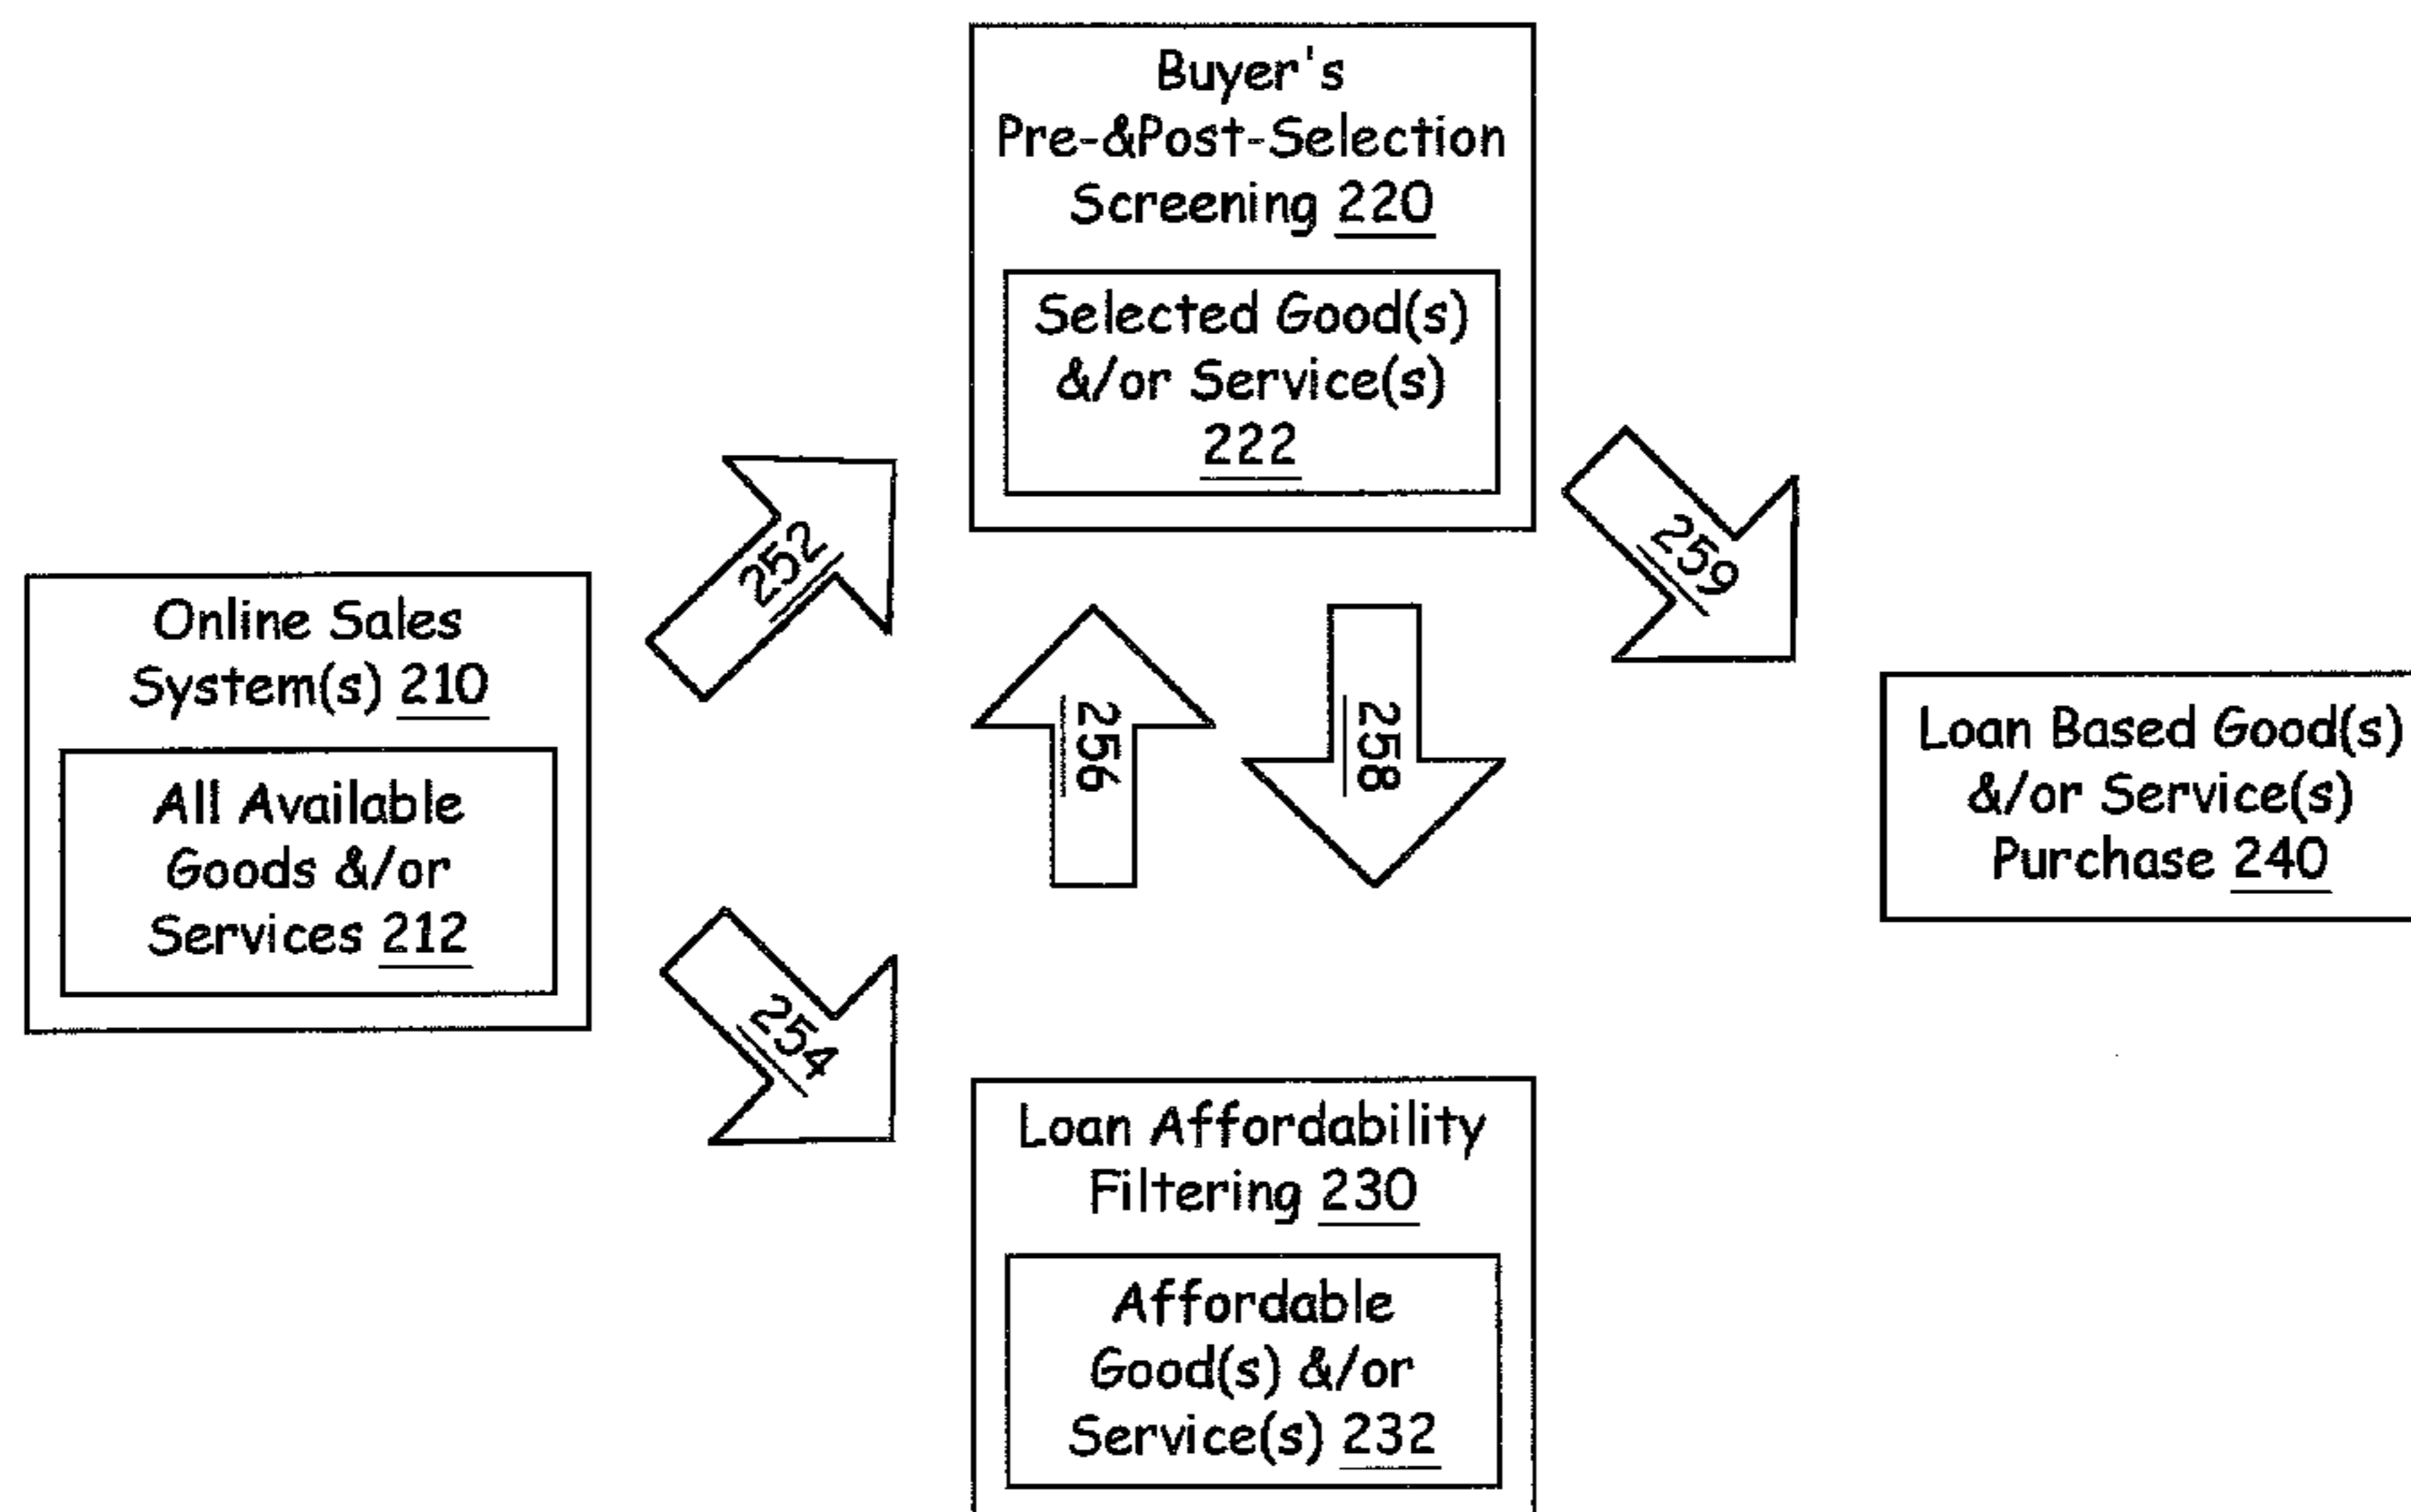 Buyer's
Pre-&Post-Selection
Screening 220
Selected Good(s)
&/or Service(s)
222
252
259
Online Sales
System(s) 210
All Available
Goods &/or
Services 212
256
258
Loan Based Good(s)
&/or Service(s)
Purchase 240
254
Loan Affordability
Filtering 230
Affordable
Good(s) &/or
Service(s) 232